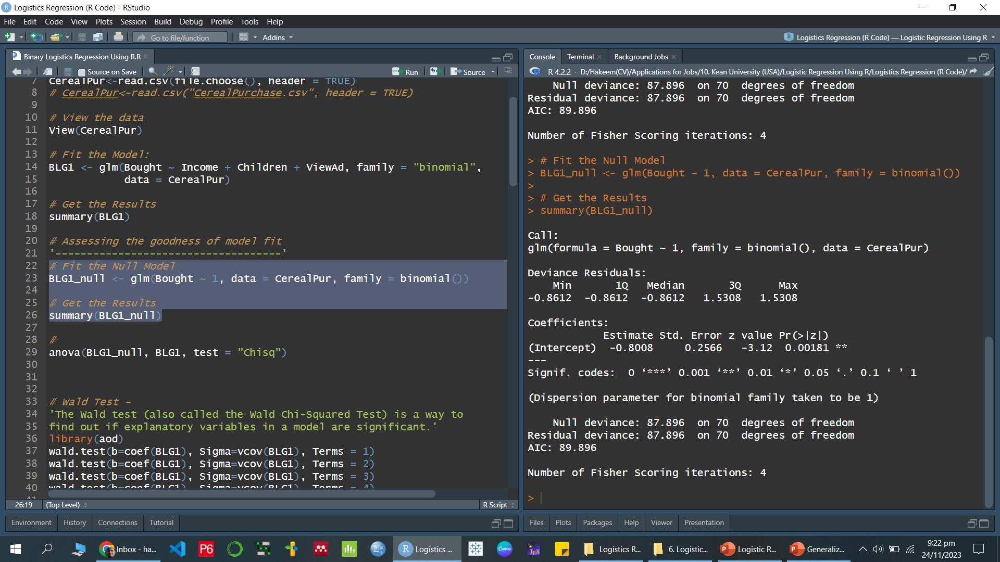 Logistics Regression (R Code) - RStudio
File Edit Code View Plots Session Build Debug Profile Tools Help
Go to file/function Addins Logistics Regression (R Code) — Logistic Regression Using R
Binary Logistics Regression Using R.R
Source on Save Run Source
7 CerealPur<-read.csv(file.choose(), header = TRUE)
8 # CerealPur<-read.csv("CerealPurchase.csv", header = TRUE)
9
10 # View the data
11 View(CerealPur)
12
13 # Fit the Model:
14 BLG1 <- glm(Bought ~ Income + Children + ViewAd, family = "binomial",
15 data = CerealPur)
16
17 # Get the Results
18 summary(BLG1)
19
20 # Assessing the goodness of model fit
21 '------------------------------------'
22 # Fit the Null Model
23 BLG1_null <- glm(Bought ~ 1, data = CerealPur, family = binomial())
24
25 # Get the Results
26 summary(BLG1_null)
27
28 #
29 anova(BLG1_null, BLG1, test = "Chisq")
30
31
32
33 # Wald Test -
34 'The Wald test (also called the Wald Chi-Squared Test) is a way to
35 find out if explanatory variables in a model are significant.'
36 library(aod)
37 wald.test(b=coef(BLG1), Sigma=vcov(BLG1), Terms = 1)
38 wald.test(b=coef(BLG1), Sigma=vcov(BLG1), Terms = 2)
39 wald.test(b=coef(BLG1), Sigma=vcov(BLG1), Terms = 3)
40 wald.test(b=coef(BLG1), Sigma=vcov(BLG1), Terms = 4)
41
26:19 (Top Level) R Script
Environment History Connections Tutorial
Console Terminal Background Jobs
R 4.2.2 · D:/Hakeem(CV)/Applications for Jobs/10. Kean University (USA)/Logistic Regression Using R/Logistics Regression (R Code)/
Null deviance: 87.896 on 70 degrees of freedom
Residual deviance: 87.896 on 70 degrees of freedom
AIC: 89.896
Number of Fisher Scoring iterations: 4
> # Fit the Null Model
> BLG1_null <- glm(Bought ~ 1, data = CerealPur, family = binomial())
>
> # Get the Results
> summary(BLG1_null)
Call:
glm(formula = Bought ~ 1, family = binomial(), data = CerealPur)
Deviance Residuals:
Min 1Q Median 3Q Max
-0.8612 -0.8612 -0.8612 1.5308 1.5308
Coefficients:
Estimate Std. Error z value Pr(>|z|)
(Intercept) -0.8008 0.2566 -3.12 0.00181 **
---
Signif. codes: 0 ‘***’ 0.001 ‘**’ 0.01 ‘*’ 0.05 ‘.’ 0.1 ‘ ’ 1
(Dispersion parameter for binomial family taken to be 1)
Null deviance: 87.896 on 70 degrees of freedom
Residual deviance: 87.896 on 70 degrees of freedom
AIC: 89.896
Number of Fisher Scoring iterations: 4
>
Files Plots Packages Help Viewer Presentation
Inbox - ha... P6 Logistics ... Canva TEX Logistics R... 6. Logistic... Logistic R... Generaliz... 9:22 pm
24/11/2023